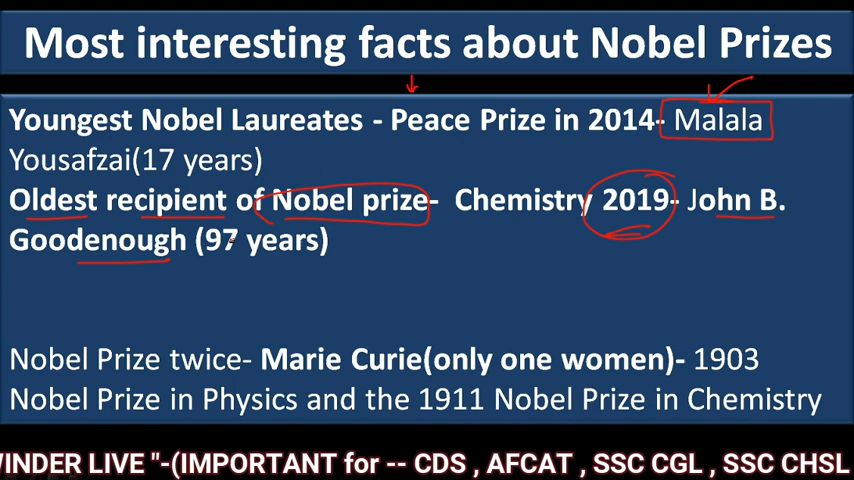 Most interesting facts about Nobel Prizes
Youngest Nobel Laureates - Peace Prize in 2014- Malala
Yousafzai(17 years)
Oldest recipient of Nobel prize- Chemistry 2019- John B.
Goodenough (97 years)
Nobel Prize twice- Marie Curie(only one women)- 1903
Nobel Prize in Physics and the 1911 Nobel Prize in Chemistry
WINDER LIVE "-(IMPORTANT for -- CDS , AFCAT , SSC CGL , SSC CHSL